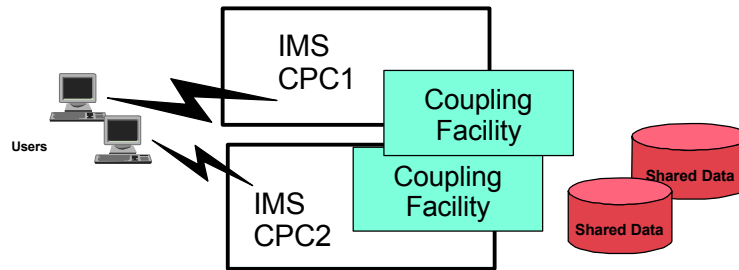 IMS
CPC1
Coupling
Facility
Users
Coupling
Facility
IMS
CPC2
Shared Data
Shared Data